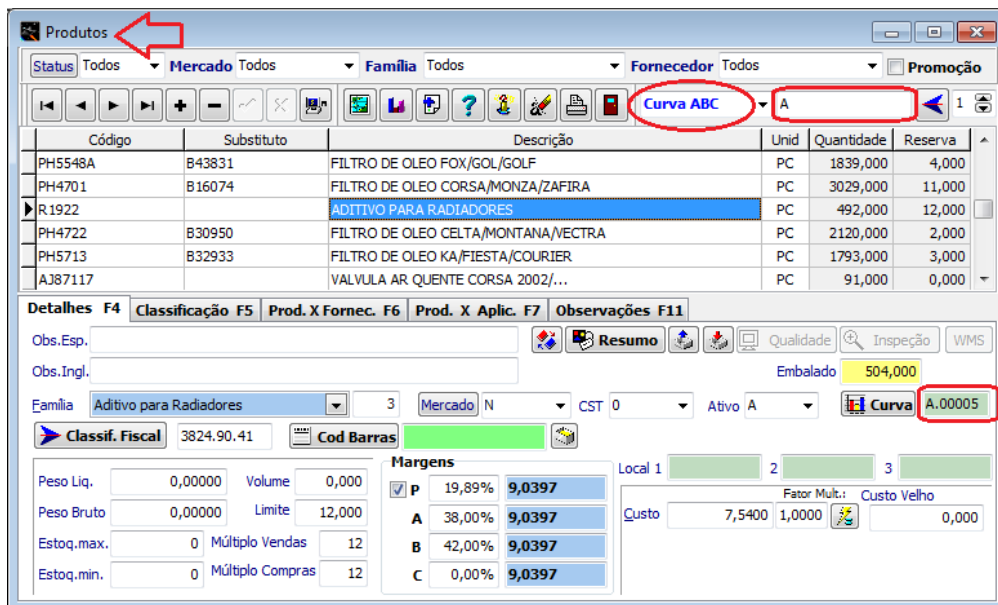 Produtos
Status Todos Mercado Todos Família Todos Fornecedor Todos Promoção
Curva ABC A 1
Código Substituto Descrição Unid Quantidade Reserva
PH5548A B43831 FILTRO DE OLEO FOX/GOL/GOLF PC 1839,000 4,000
PH4701 B16074 FILTRO DE OLEO CORSA/MONZA/ZAFIRA PC 3029,000 11,000
R1922 ADITIVO PARA RADIADORES PC 492,000 12,000
PH4722 B30950 FILTRO DE OLEO CELTA/MONTANA/VECTRA PC 2120,000 2,000
PH5713 B32933 FILTRO DE OLEO KA/FIESTA/COURIER PC 1793,000 3,000
AJ87117 VALVULA AR QUENTE CORSA 2002/... PC 91,000 0,000
Detalhes F4 Classificação F5 Prod. X Fornec. F6 Prod. X Aplic. F7 Observações F11
Obs.Esp. Resumo Qualidade Inspeção WMS
Obs.Ingl. Embalado 504,000
Família Aditivo para Radiadores 3 Mercado N CST 0 Ativo A Curva A.00005
Classif. Fiscal 3824.90.41 Cod Barras
Margens
Local 1 2 3
Peso Liq. 0,00000 Volume 0,000 P 19,89% 9,0397
Fator Mult.: Custo Velho
Peso Bruto 0,00000 Limite 12,000 A 38,00% 9,0397 Custo 7,5400 1,0000 0,000
Estoq.max. 0 Múltiplo Vendas 12 B 42,00% 9,0397
Estoq.min. 0 Múltiplo Compras 12 C 0,00% 9,0397